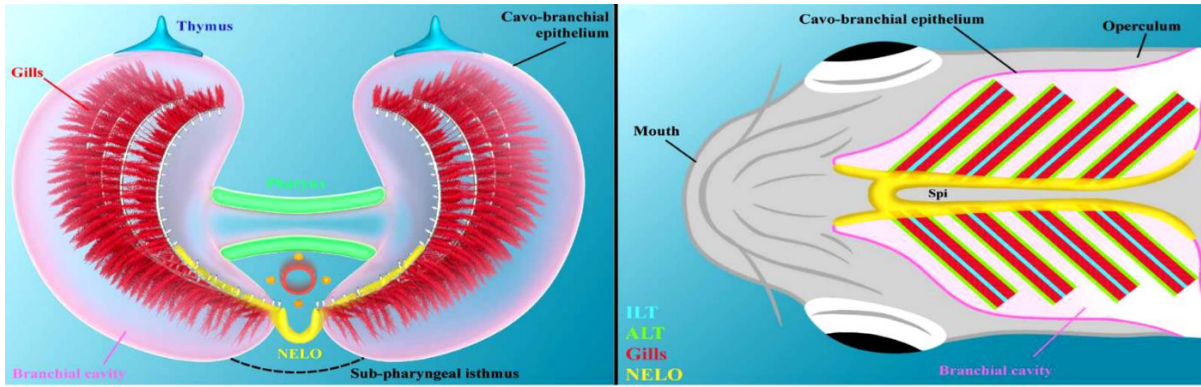 Thymus
Cavo-branchial
epithelium
Gills
Pharynx
NELO
Branchial cavity
Sub-pharyngeal isthmus
Cavo-branchial epithelium
Operculum
Mouth
Spi
ILT
ALT
Gills
NELO
Branchial cavity